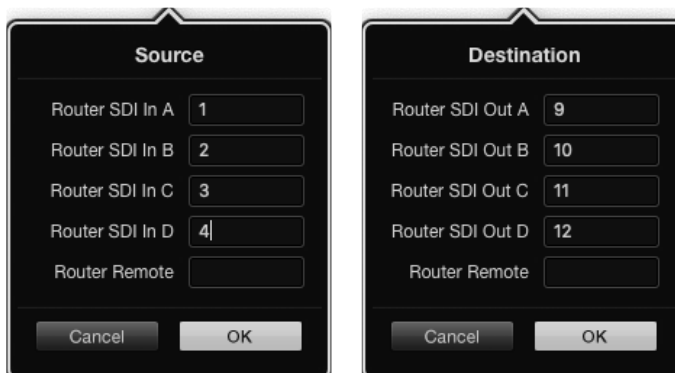 Source
Router SDI In A 1
Router SDI In B 2
Router SDI In C 3
Router SDI In D 4
Router Remote
Cancel OK
Destination
Router SDI Out A 9
Router SDI Out B 10
Router SDI Out C 11
Router SDI Out D 12
Router Remote
Cancel OK